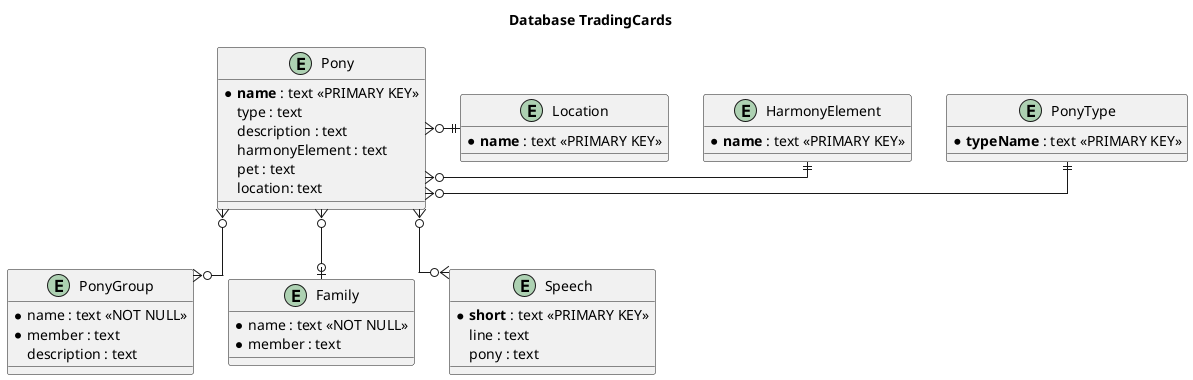 Database TradingCards
E Pony
* name : text «PRIMARY KEY»
type : text
description : text
harmonyElement : text
pet : text
location: text
E Location
* name : text «PRIMARY KEY»
E HarmonyElement
* name : text «PRIMARY KEY»
E PonyType
* typeName : text «PRIMARY KEY»
E PonyGroup
* name : text «NOT NULL»
* member : text
description : text
E Family
* name : text «NOT NULL»
* member : text
E Speech
* short : text «PRIMARY KEY»
line : text
pony : text